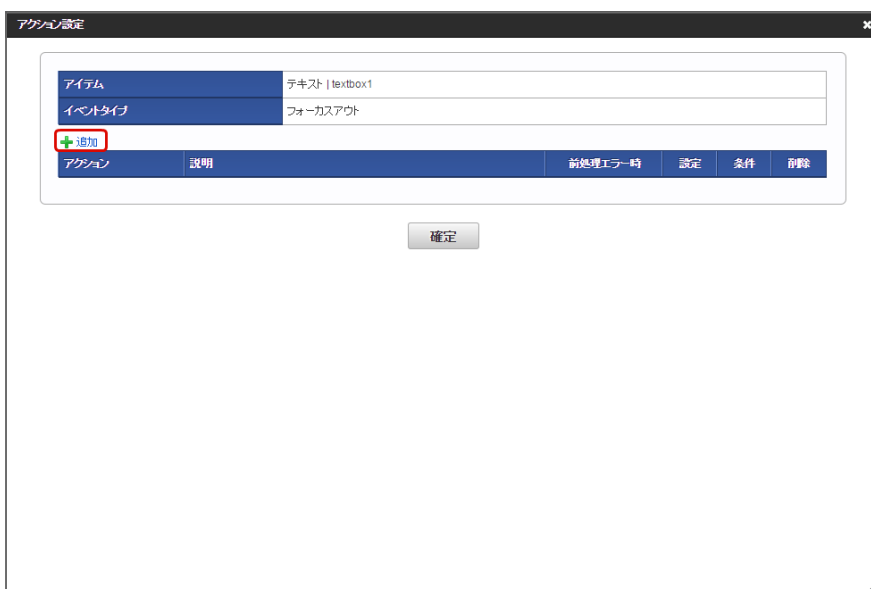 アクション設定
アイテム テキスト | textbox1
イベントタイプ フォーカスアウト
追加
アクション 説明 前処理エラー時 設定 条件 削除
確定